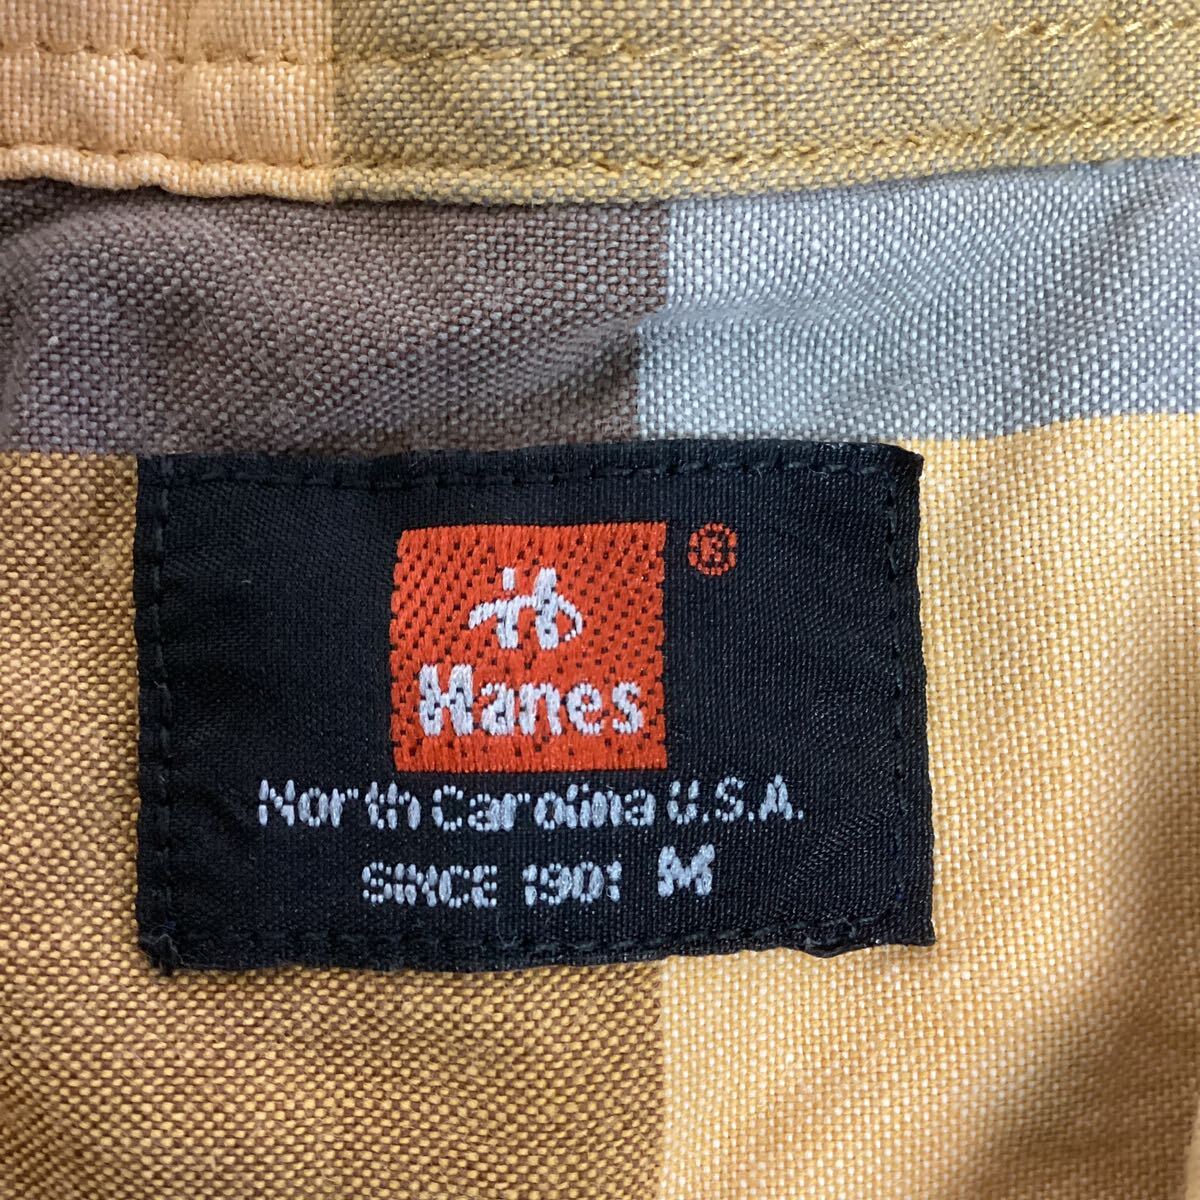 ®
Hanes
North Carolina U.S.A.
SINCE 1901 M